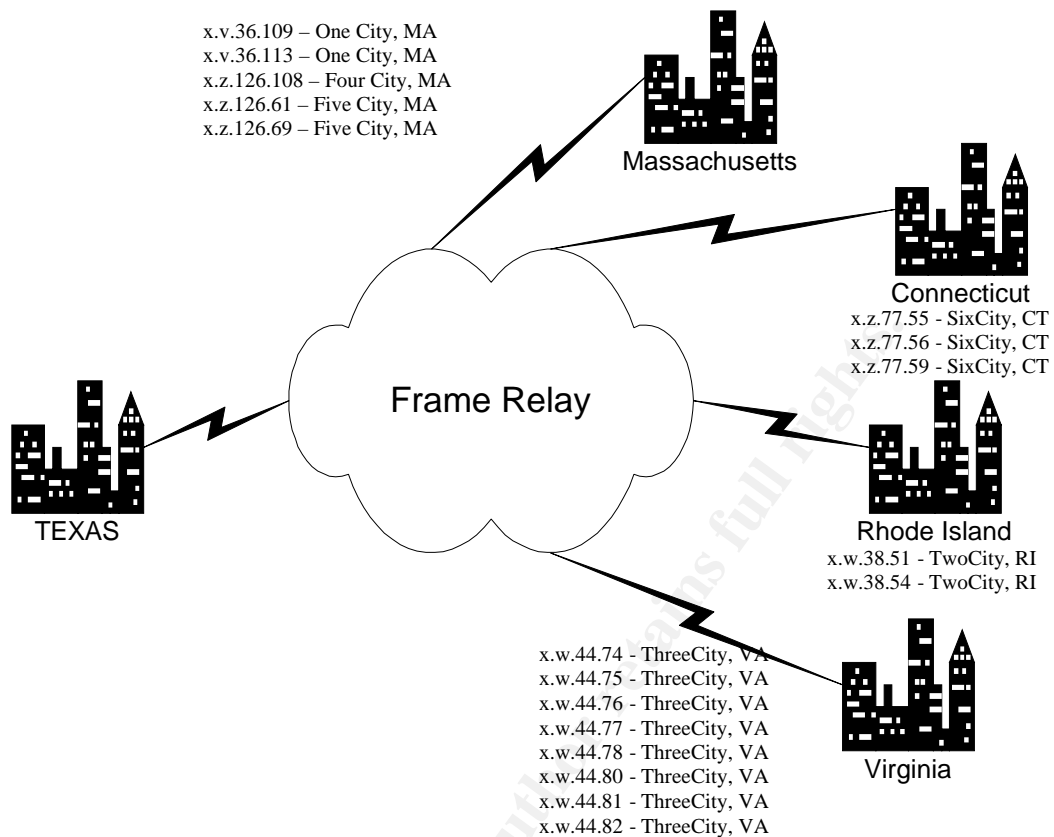 x.v.36.109 – One City, MA
x.v.36.113 – One City, MA
x.z.126.108 – Four City, MA
x.z.126.61 – Five City, MA
x.z.126.69 – Five City, MA
Massachusetts
Connecticut
x.z.77.55 - SixCity, CT
x.z.77.56 - SixCity, CT
x.z.77.59 - SixCity, CT
Frame Relay
TEXAS
Rhode Island
x.w.38.51 - TwoCity, RI
x.w.38.54 - TwoCity, RI
x.w.44.74 - ThreeCity, VA
x.w.44.75 - ThreeCity, VA
x.w.44.76 - ThreeCity, VA
x.w.44.77 - ThreeCity, VA
x.w.44.78 - ThreeCity, VA
x.w.44.80 - ThreeCity, VA
x.w.44.81 - ThreeCity, VA
x.w.44.82 - ThreeCity, VA
Virginia
retains full rights.